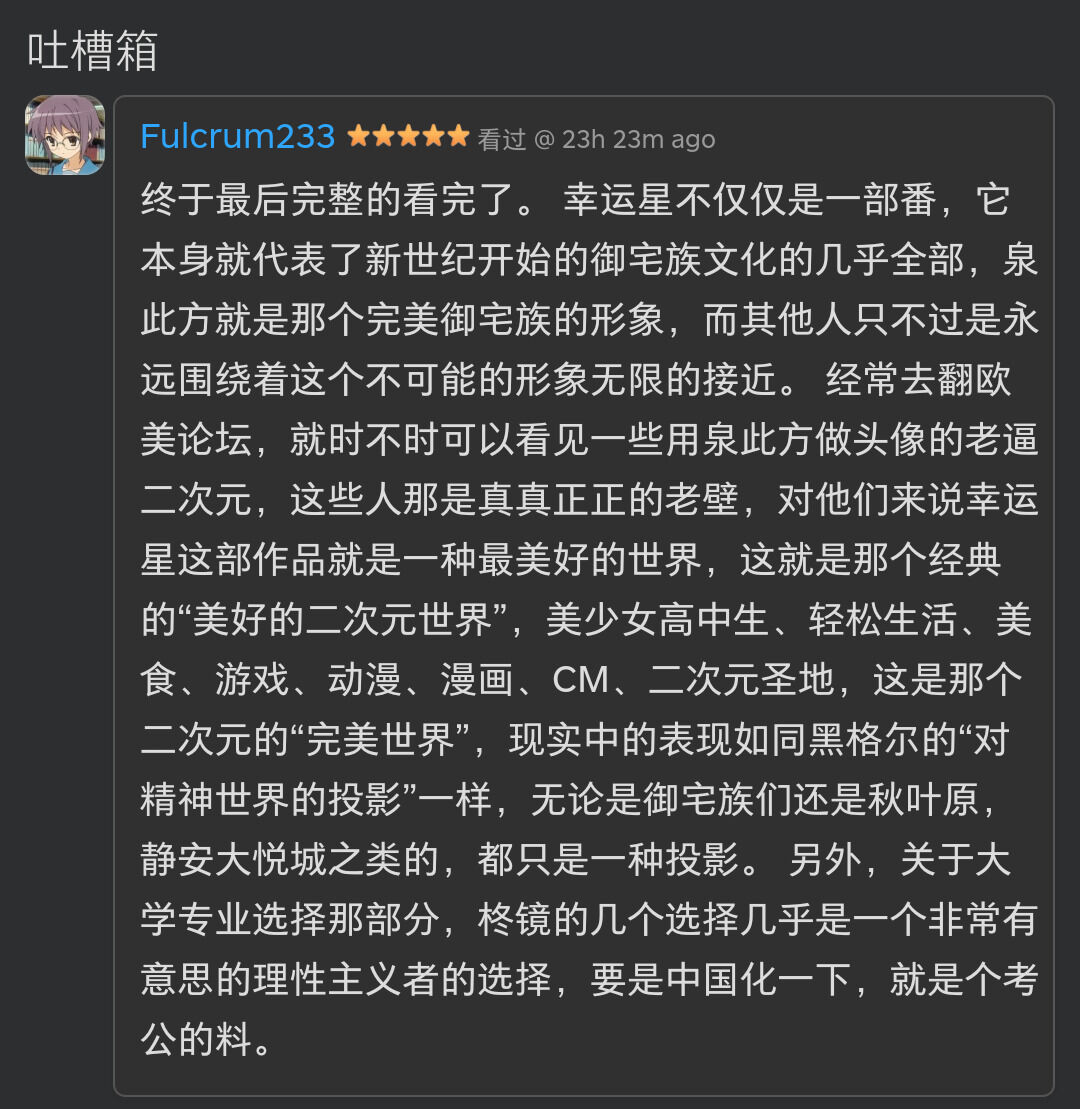 吐槽箱
Fulcrum233 ★★★★★ 看过 @ 23h 23m ago
终于最后完整的看完了。 幸运星不仅仅是一部番，它
本身就代表了新世纪开始的御宅族文化的几乎全部，泉
此方就是那个完美御宅族的形象，而其他人只不过是永
远围绕着这个不可能的形象无限的接近。 经常去翻欧
美论坛，就时不时可以看见一些用泉此方做头像的老逼
二次元，这些人那是真真正正的老壁，对他们来说幸运
星这部作品就是一种最美好的世界，这就是那个经典
的“美好的二次元世界”，美少女高中生、轻松生活、美
食、游戏、动漫、漫画、CM、二次元圣地，这是那个
二次元的“完美世界”，现实中的表现如同黑格尔的“对
精神世界的投影”一样，无论是御宅族们还是秋叶原，
静安大悦城之类的，都只是一种投影。 另外，关于大
学专业选择那部分，柊镜的几个选择几乎是一个非常有
意思的理性主义者的选择，要是中国化一下，就是个考
公的料。